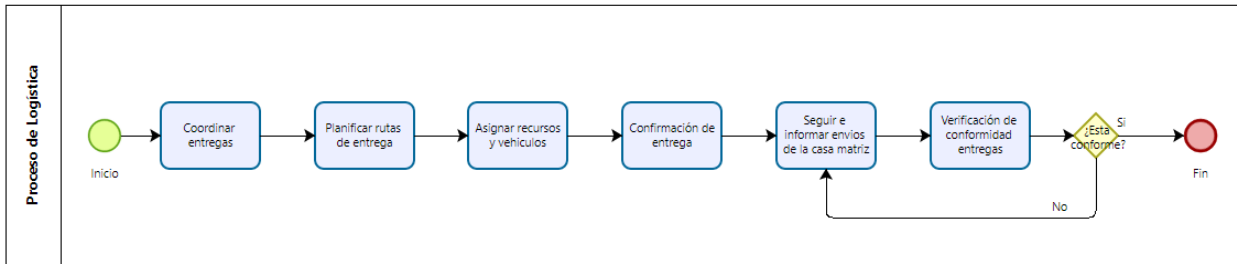 Proceso de Logística
Inicio
Coordinar
entregas
Planificar rutas
de entrega
Asignar recursos
y vehiculos
Confirmación de
entrega
Seguir e
informar envios
de la casa matriz
Verificación de
conformidad
entregas
¿Está
conforme?
Si
No
Fin